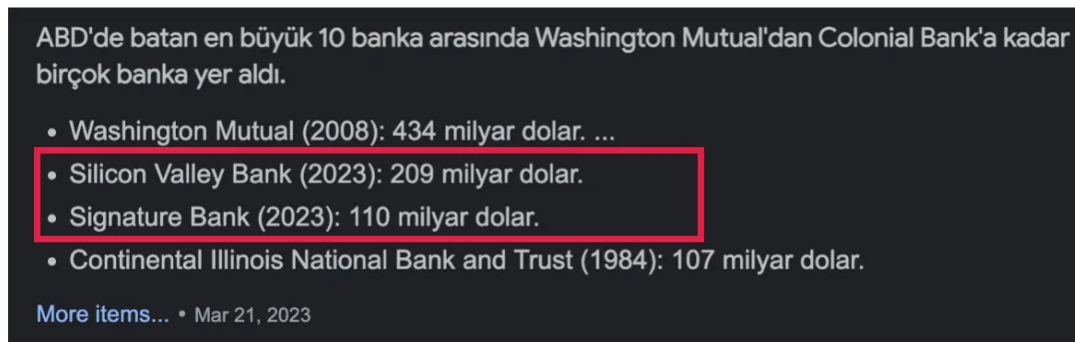 ABD'de batan en büyük 10 banka arasında Washington Mutual'dan Colonial Bank'a kadar
birçok banka yer aldı.
• Washington Mutual (2008): 434 milyar dolar. ...
• Silicon Valley Bank (2023): 209 milyar dolar.
• Signature Bank (2023): 110 milyar dolar.
• Continental Illinois National Bank and Trust (1984): 107 milyar dolar.
More items... • Mar 21, 2023